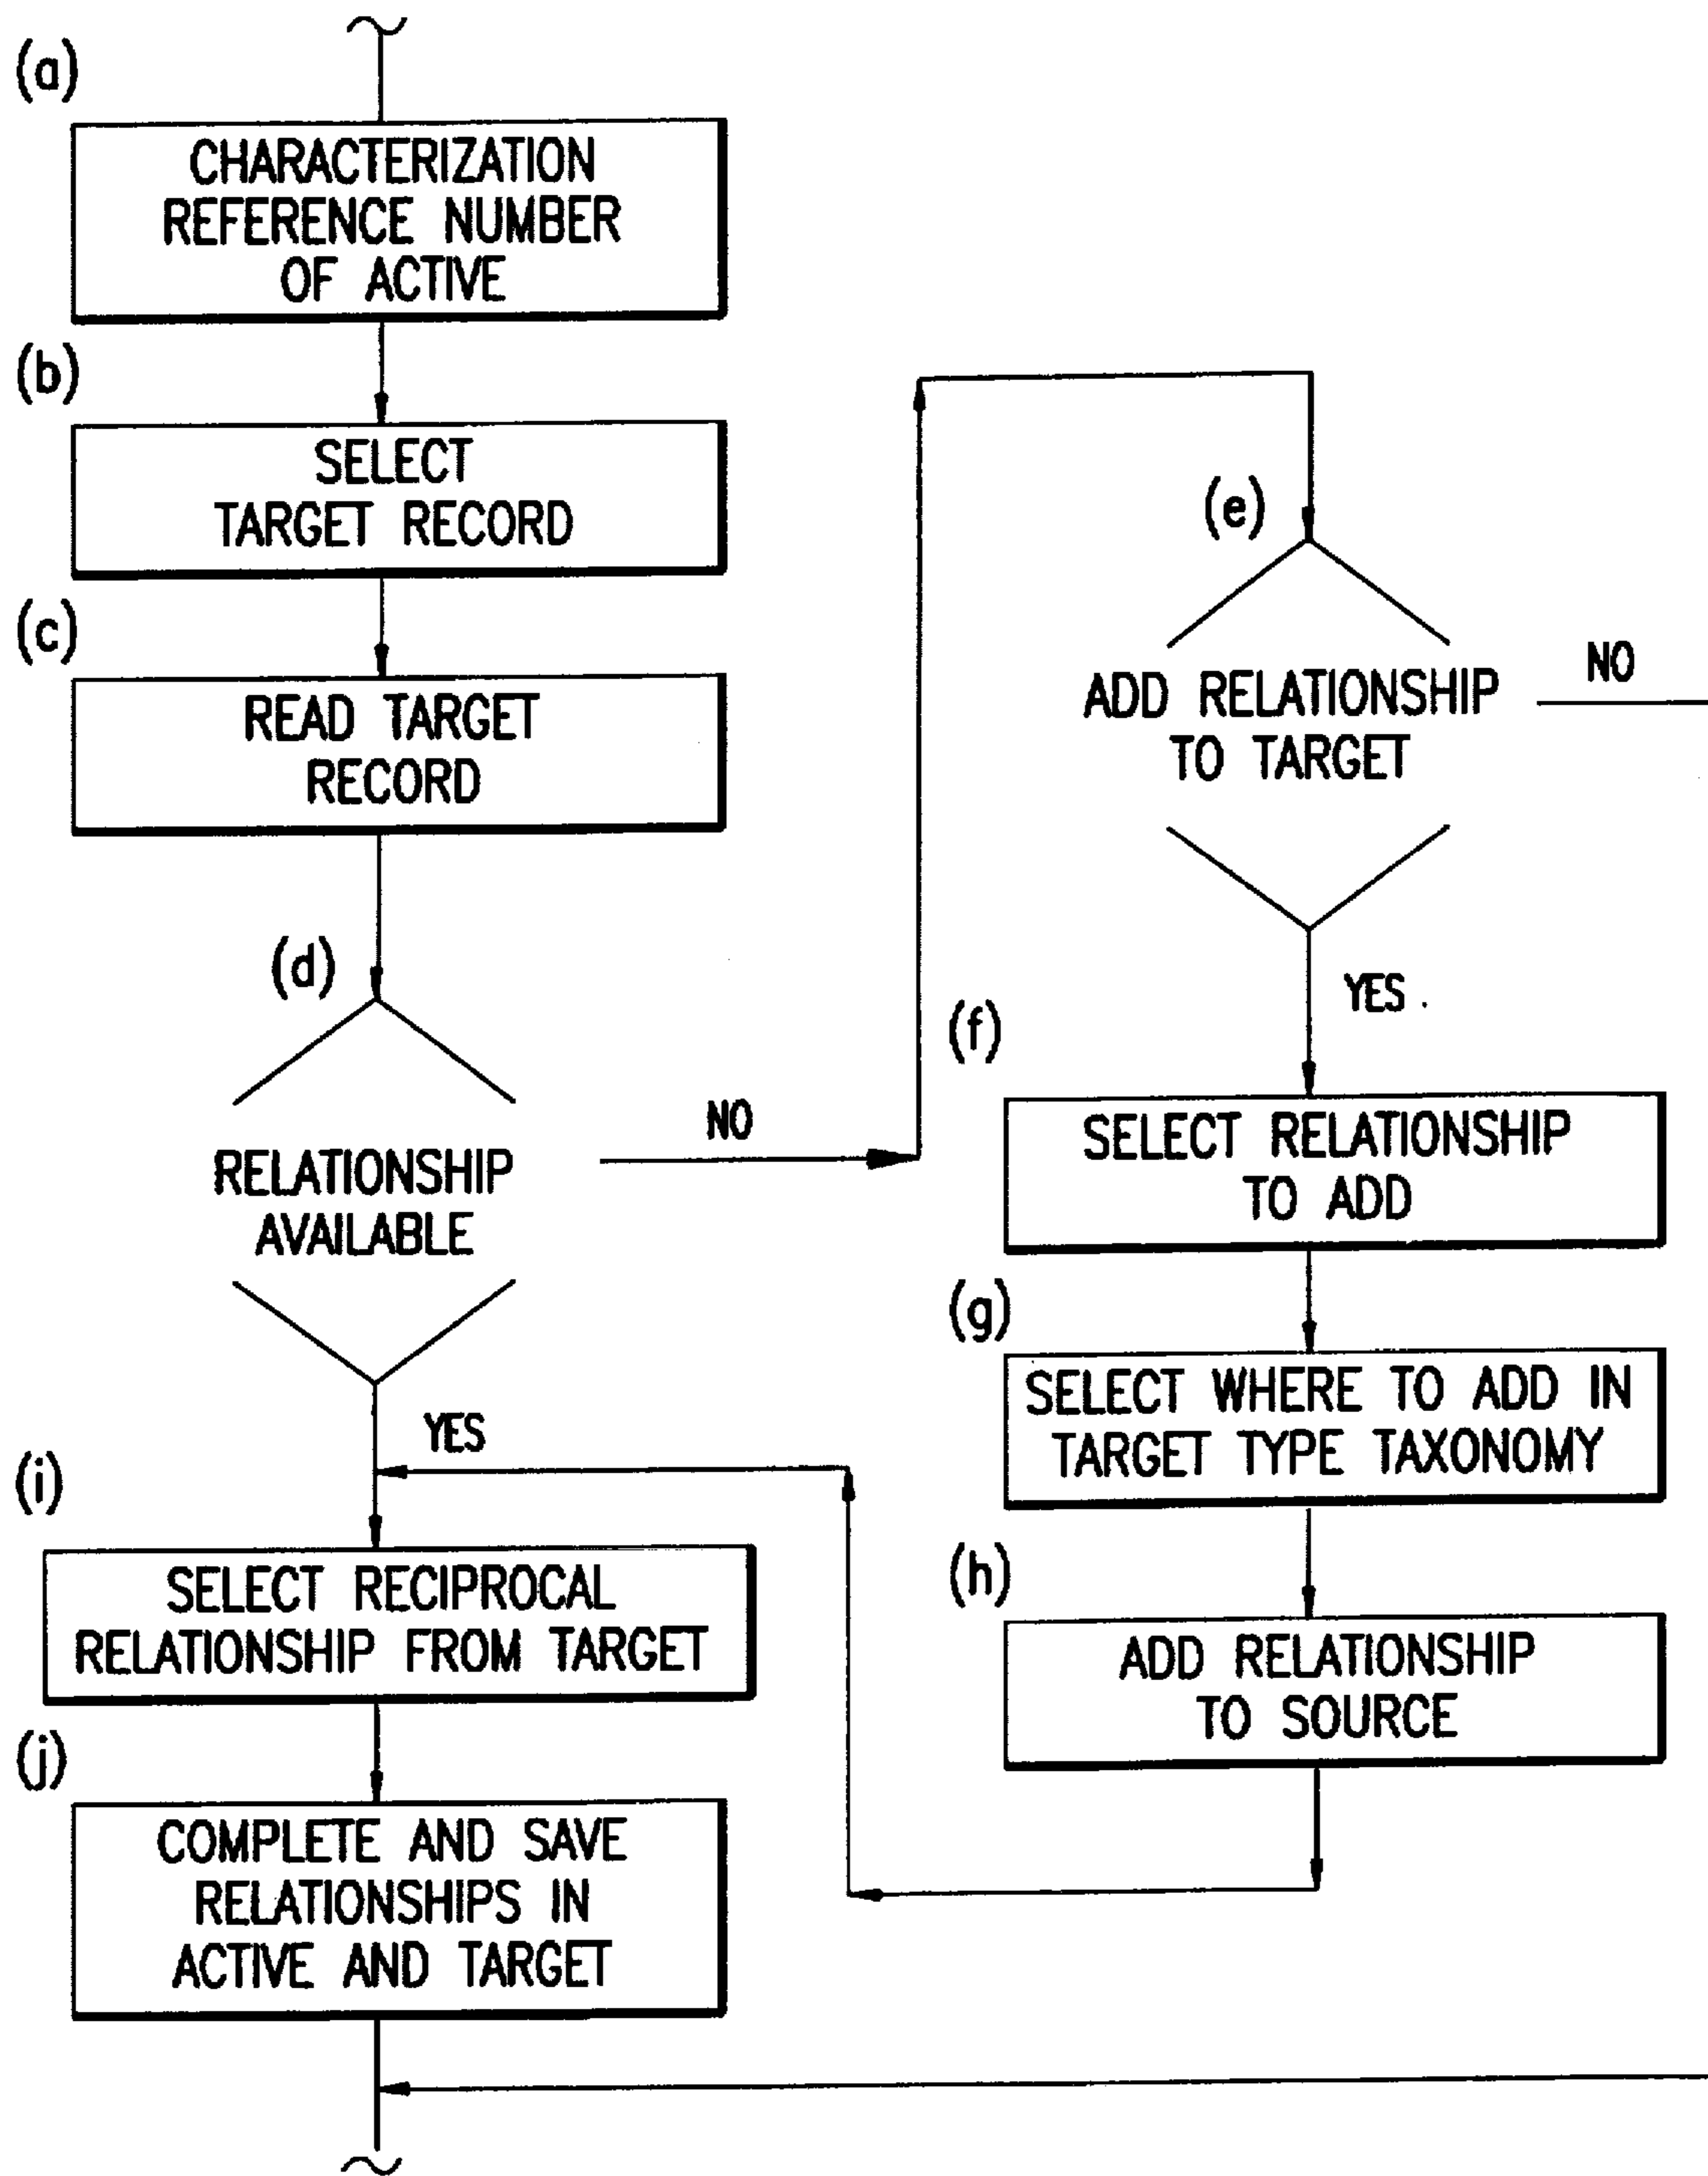 (a)
CHARACTERIZATION
REFERENCE NUMBER
OF ACTIVE
(b)
SELECT
TARGET RECORD
(c)
READ TARGET
RECORD
(d)
RELATIONSHIP
AVAILABLE
NO
YES
(e)
ADD RELATIONSHIP
TO TARGET
NO
YES
(f)
SELECT RELATIONSHIP
TO ADD
(g)
SELECT WHERE TO ADD IN
TARGET TYPE TAXONOMY
(h)
ADD RELATIONSHIP
TO SOURCE
(i)
SELECT RECIPROCAL
RELATIONSHIP FROM TARGET
(j)
COMPLETE AND SAVE
RELATIONSHIPS IN
ACTIVE AND TARGET